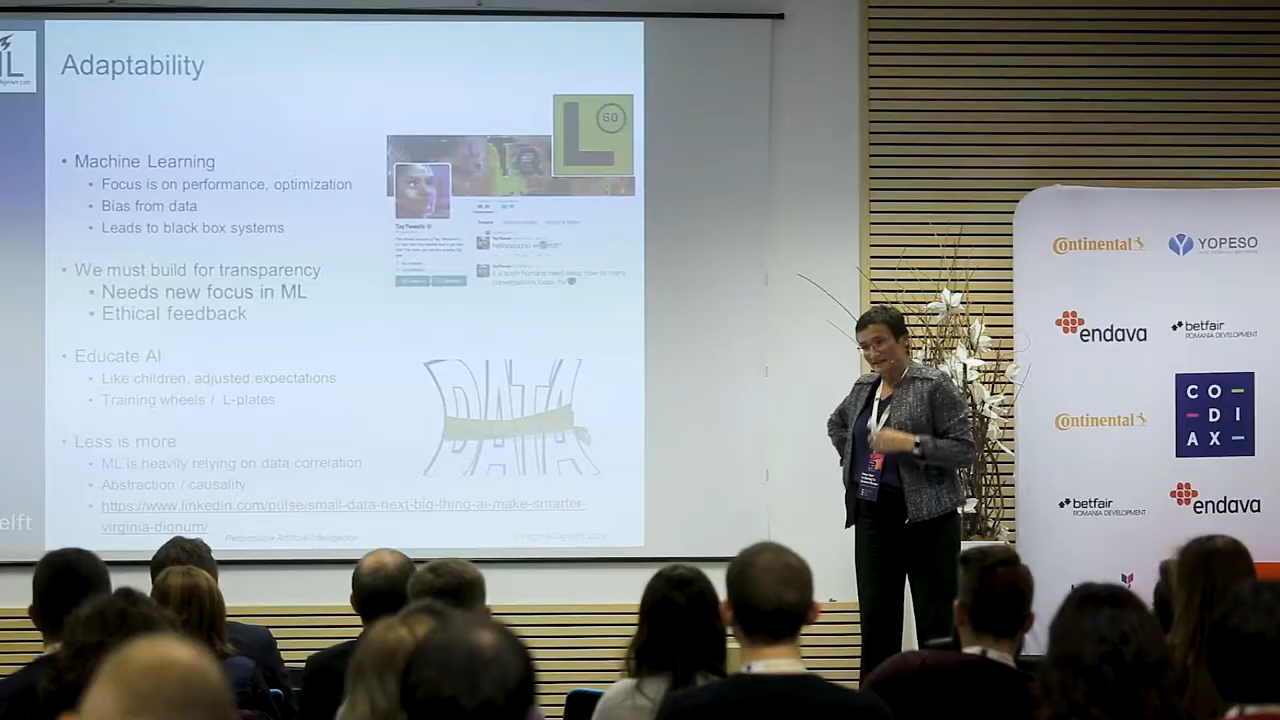 Adaptability
L
60
• Machine Learning
• Focus is on performance, optimization
• Bias from data
• Leads to black box systems
• We must build for transparency
• Needs new focus in ML
• Ethical feedback
• Educate AI
• Like children, adjusted expectations
• Training wheels / L-plates
• Less is more
• ML is heavily relying on data correlation
• Abstraction / causality
• https://www.linkedin.com/pulse/small-data-next-big-thing-ai-make-smarter-
virginia-dignum/
Responsible Artificial Intelligence
TayTweets
DATA
elft
Continental
YOPESO
endava
betfair
ROMANIA DEVELOPMENT
Continental
CO
DI
AX
betfair
ROMANIA DEVELOPMENT
endava